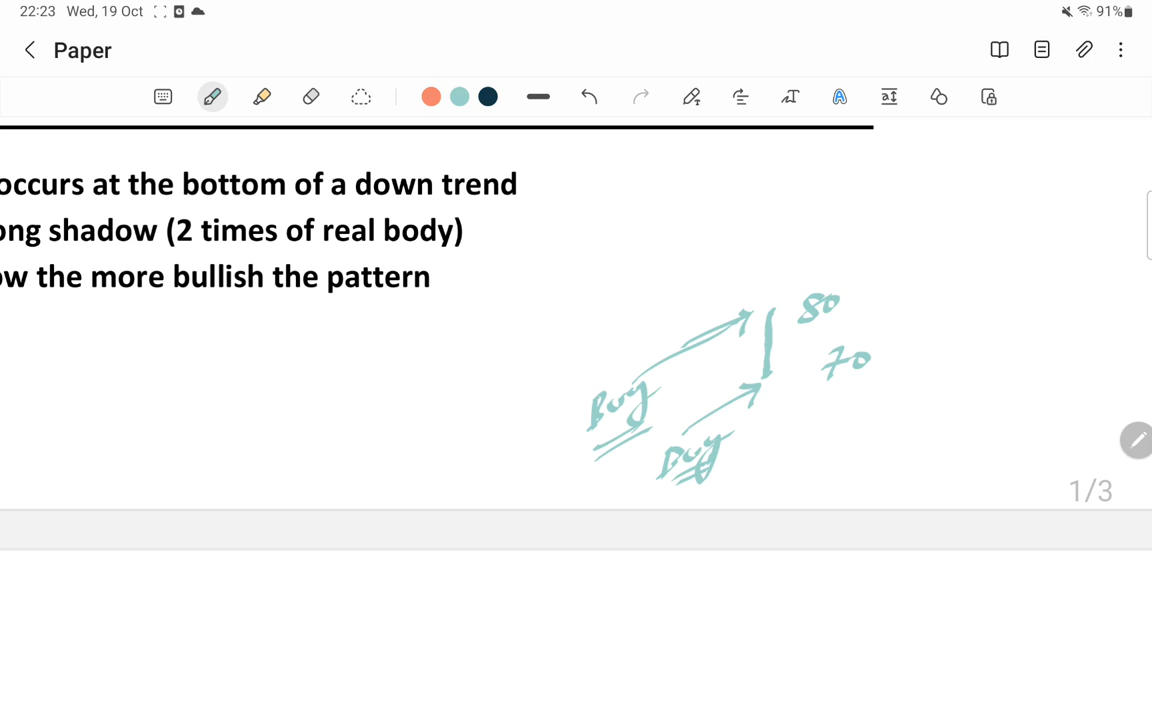 22:23 Wed, 19 Oct 91%
Paper
occurs at the bottom of a down trend
ong shadow (2 times of real body)
ow the more bullish the pattern
80
70
Buy
Buy
1/3